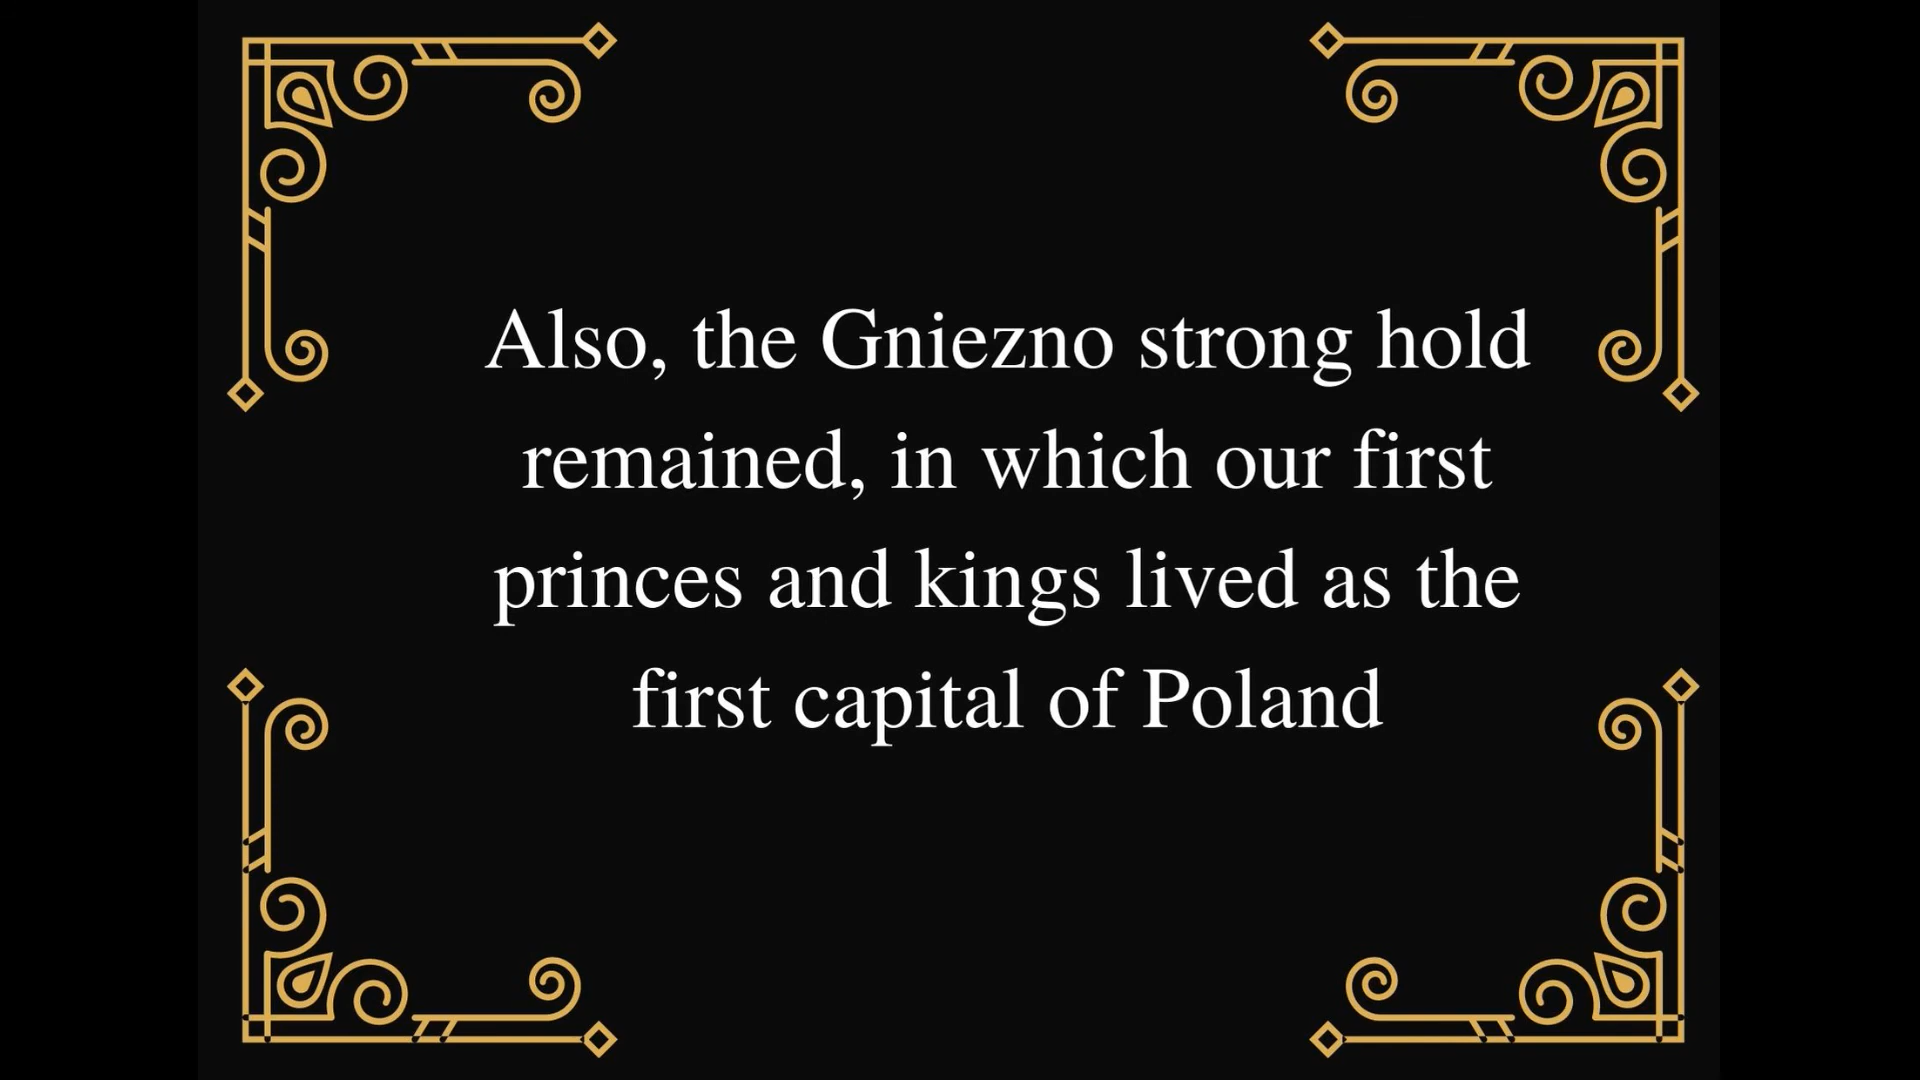 Also, the Gniezno strong hold
remained, in which our first
princes and kings lived as the
first capital of Poland